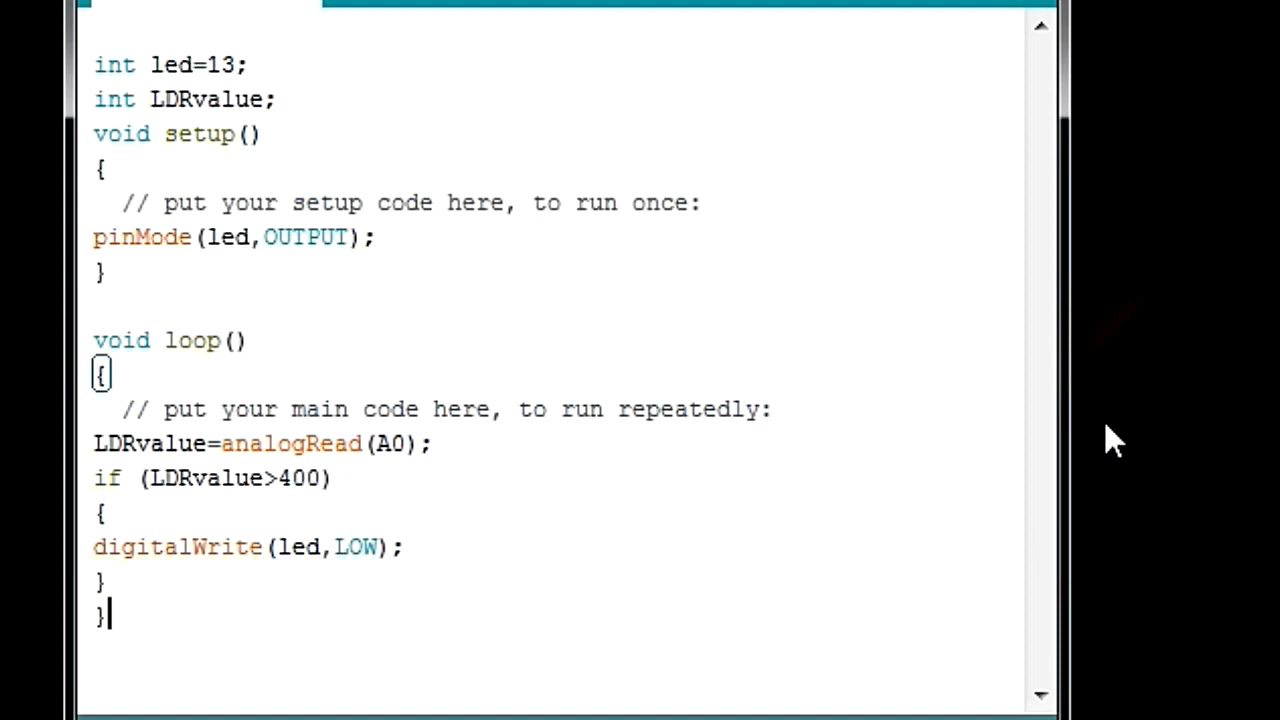 int led=13;
int LDRvalue;
void setup()
{
  // put your setup code here, to run once:
pinMode(led,OUTPUT);
}
void loop()
{
  // put your main code here, to run repeatedly:
LDRvalue=analogRead(A0);
if (LDRvalue>400)
{
digitalWrite(led,LOW);
}
}